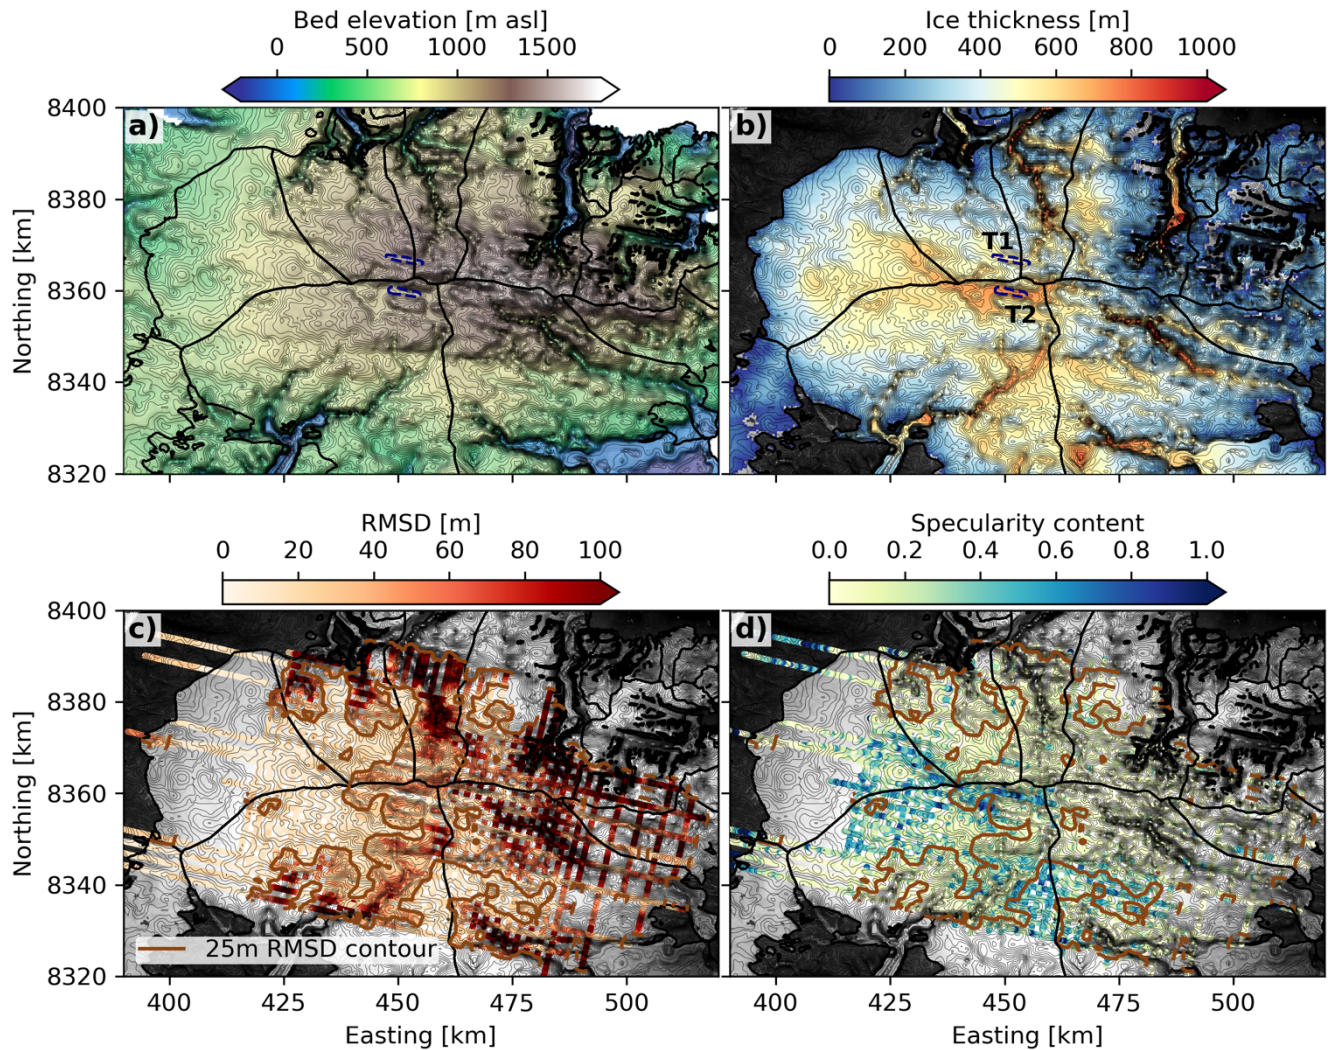 Bed elevation [m asl]
0 500 1000 1500
Ice thickness [m]
0 200 400 600 800 1000
a)
b)
8400
8380
8360
8340
8320
Northing [km]
T1
T2
RMSD [m]
0 20 40 60 80 100
Specularity content
0.0 0.2 0.4 0.6 0.8 1.0
c)
d)
8400
8380
8360
8340
8320
Northing [km]
25m RMSD contour
400 425 450 475 500
400 425 450 475 500
Easting [km]
Easting [km]